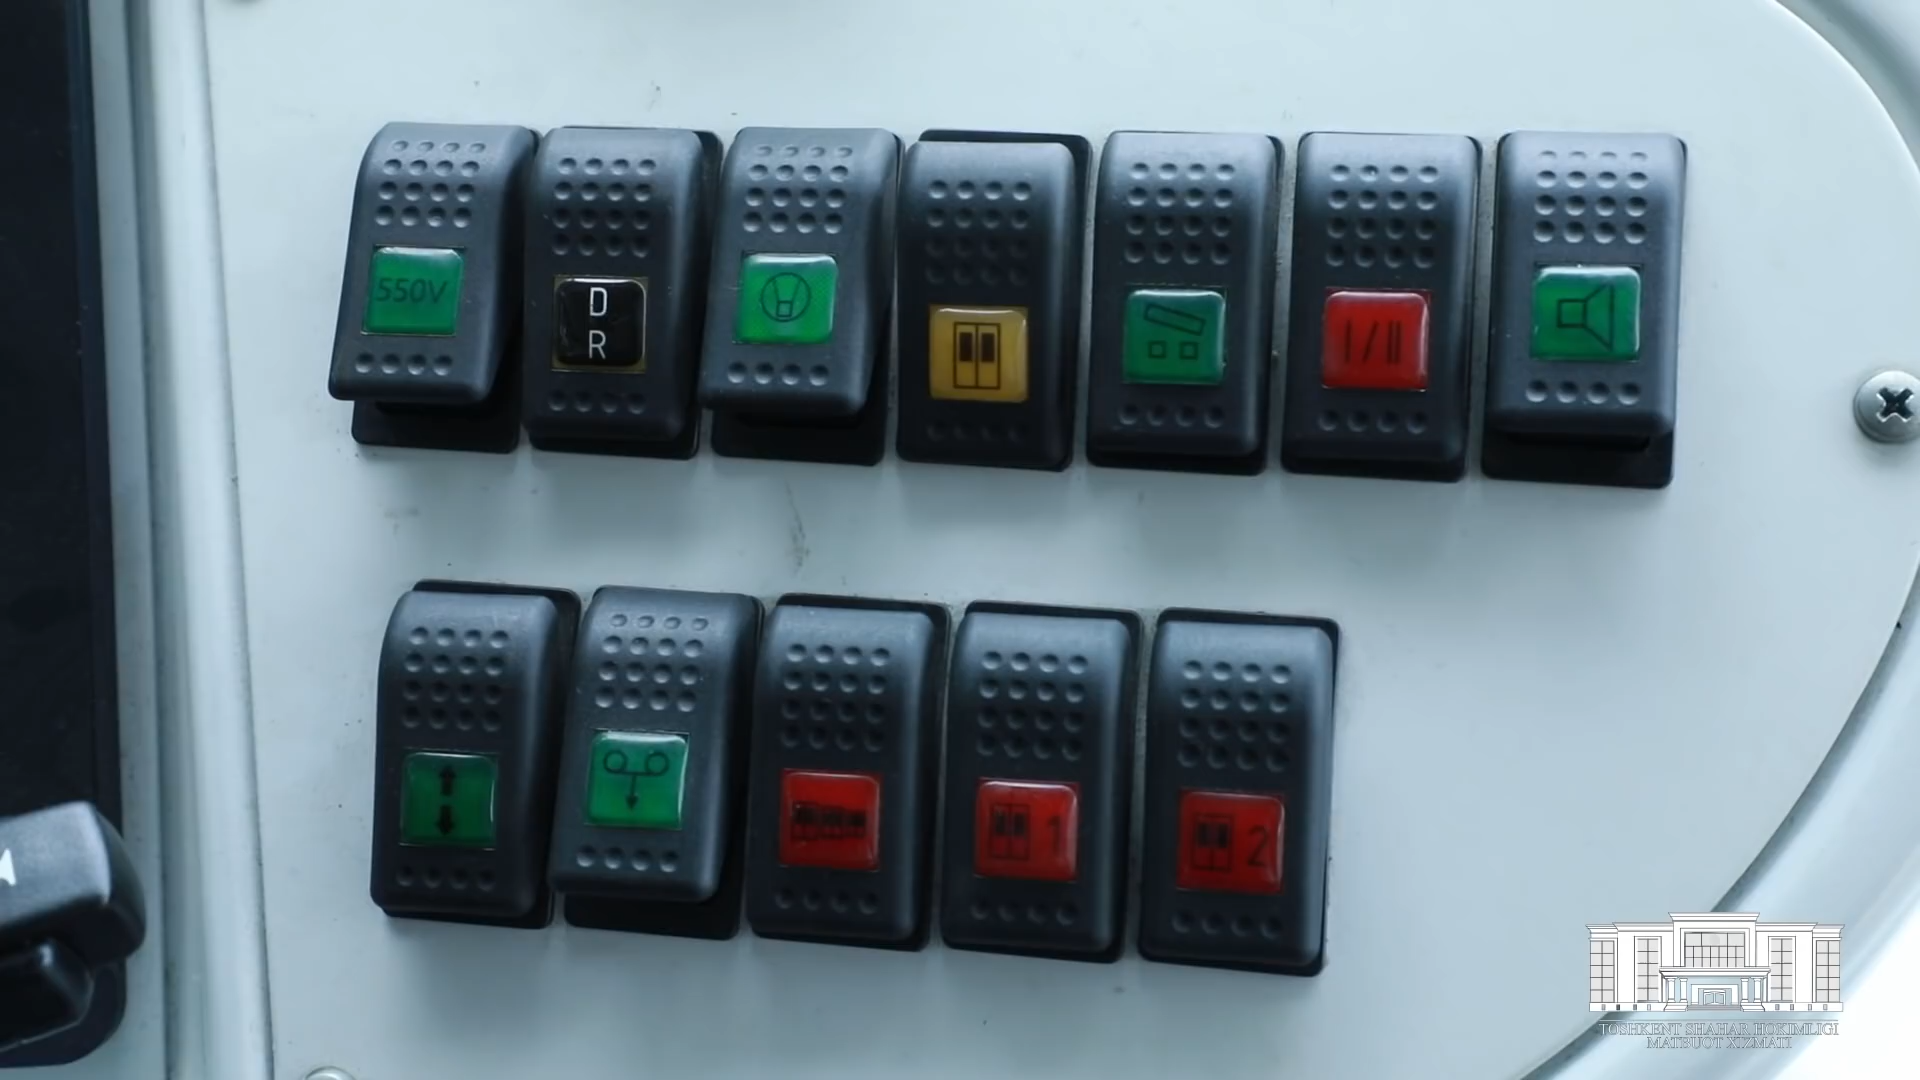 550V
D
R
I/II
1
2
TOSHKENT SHAHAR HOKIMLIGI
MATBUOT XIZMATI